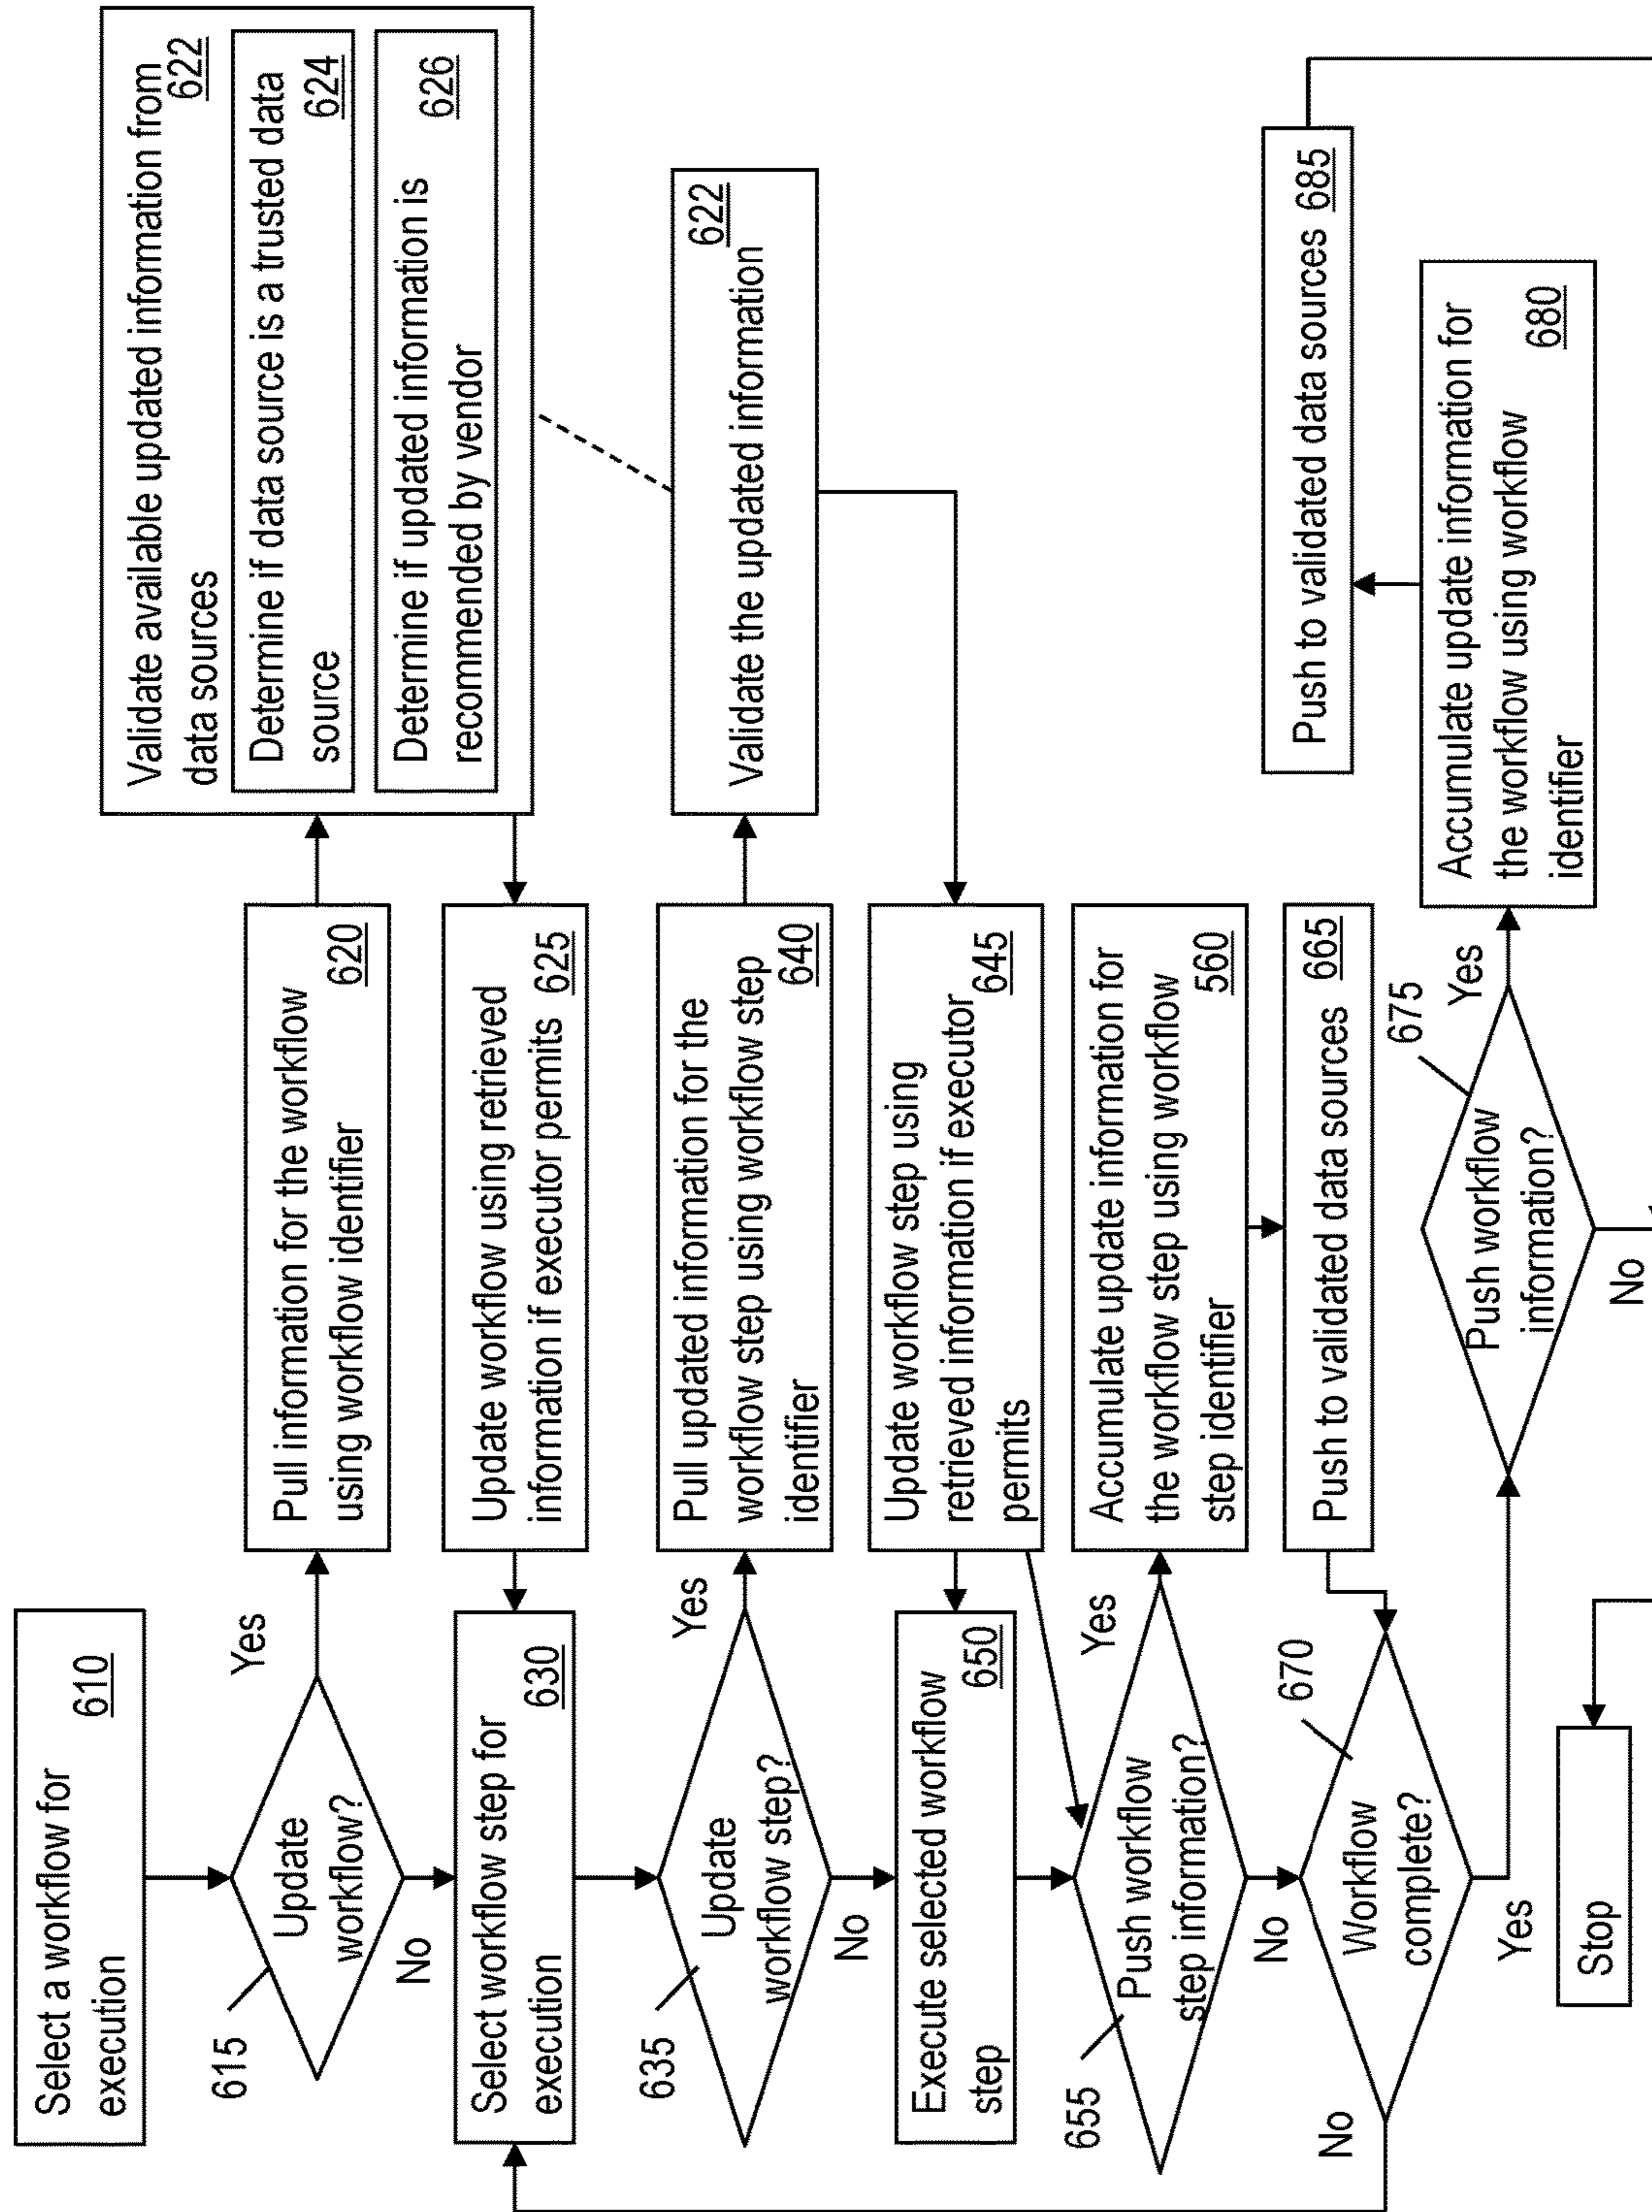 Select a workflow for
execution
610
615
Update
workflow?
Yes
No
Pull information for the workflow
using workflow identifier
620
Validate available updated information from
data sources
622
Determine if data source is a trusted data
source
624
Determine if updated information is
recommended by vendor
626
Update workflow using retrieved
information if executor permits 625
Select workflow step for
execution
630
635
Update
workflow step?
Yes
No
Pull updated information for the
workflow step using workflow step
identifier
640
Validate the updated information
622
Update workflow step using
retrieved information if executor
permits
645
Execute selected workflow
step
650
655
Push workflow
step information?
Yes
No
Accumulate update information for
the workflow step using workflow
step identifier
560
Push to validated data sources 665
670
Workflow
complete?
No
Yes
675
Push workflow
information?
Yes
No
Accumulate update information for
the workflow using workflow
identifier
680
Push to validated data sources 685
Stop